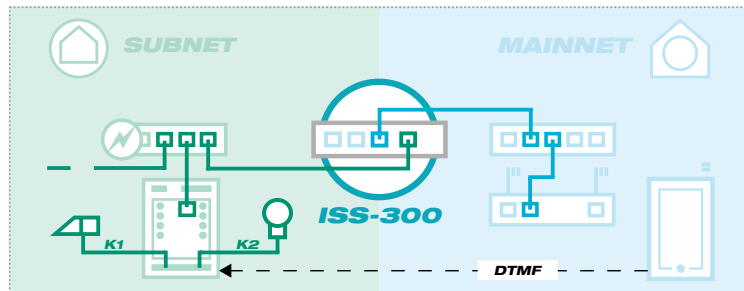 SUBNET
MAINNET
ISS-300
K1
K2
DTMF